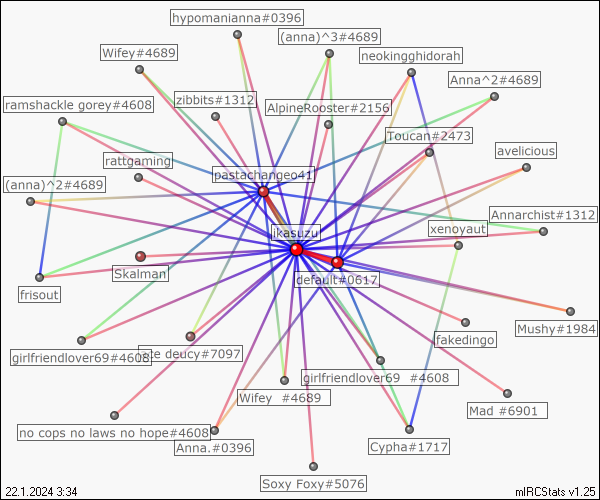 hypomanianna#0396
(anna)^3#4689
Wifey#4689
neokingghidorah
Anna^2#4689
ramshackle gorey#4608
zibbits#1312
AlpineRooster#2156
Toucan#2473
avelicious
rattgaming
pastachangeo41
(anna)^2#4689
Annarchist#1312
ikasuzu
xenoyaut
Skalman
default#0617
frisout
Mushy#1984
fakedingo
girlfriendlover69#4608
deucy#7097
girlfriendlover69 #4608
Wifey #4689
Mad #6901
no cops no laws no hope#4608
Anna.#0396
Cypha#1717
Soxy Foxy#5076
22.1.2024 3:34
mIRCStats v1.25